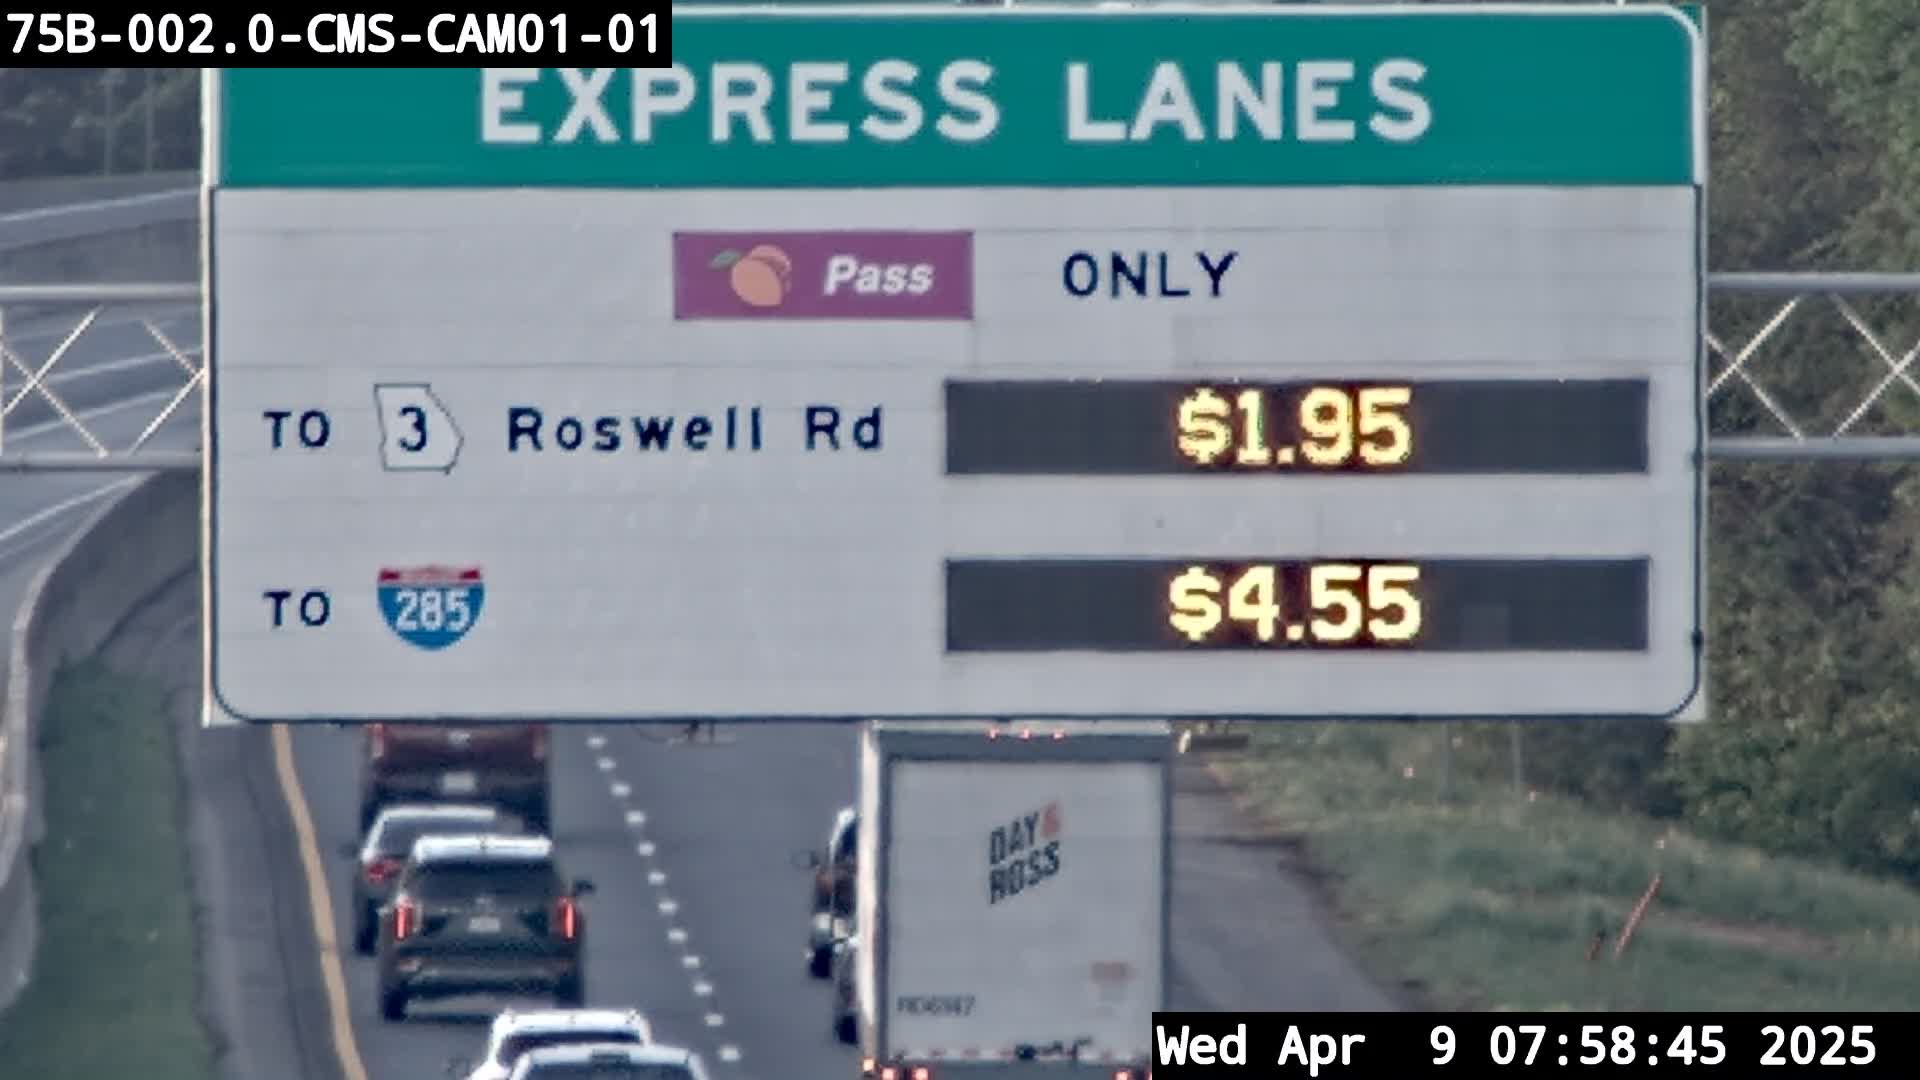 75B-002.0-CMS-CAM01-01
EXPRESS LANES
Pass ONLY
TO 3 Roswell Rd $1.95
TO 285 $4.55
DAY &
ROSS
Wed Apr 9 07:58:45 2025